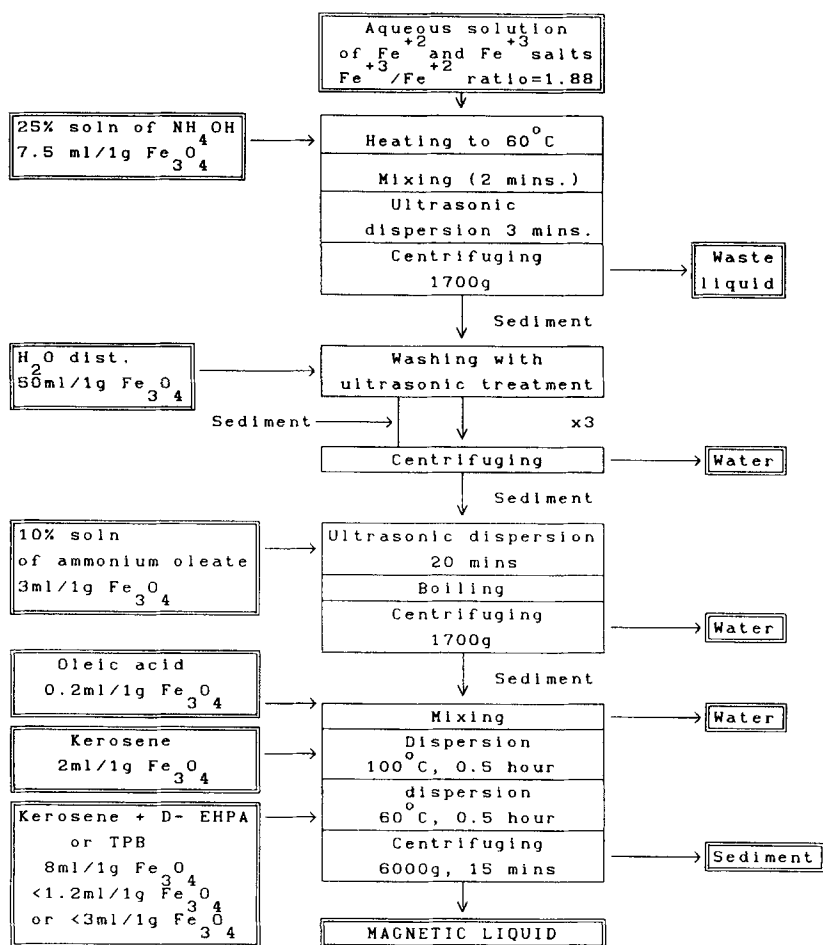 Aqueous solution
of Fe+2 and Fe+3 salts
Fe+3/Fe+2 ratio=1.88
25% soln of NH4OH
7.5 ml/1g Fe3O4
Heating to 60°C
Mixing (2 mins.)
Ultrasonic
dispersion 3 mins.
Centrifuging
1700g
Waste
liquid
Sediment
H2O dist.
50ml/1g Fe3O4
Washing with
ultrasonic treatment
Sediment
x3
Centrifuging
Water
Sediment
10% soln
of ammonium oleate
3ml/1g Fe3O4
Ultrasonic dispersion
20 mins
Boiling
Centrifuging
1700g
Water
Sediment
Oleic acid
0.2ml/1g Fe3O4
Mixing
Water
Kerosene
2ml/1g Fe3O4
Dispersion
100°C, 0.5 hour
Kerosene + D- EHPA
or TPB
8ml/1g Fe3O4
<1.2ml/1g Fe3O4
or <3ml/1g Fe3O4
dispersion
60°C, 0.5 hour
Centrifuging
6000g, 15 mins
Sediment
MAGNETIC LIQUID